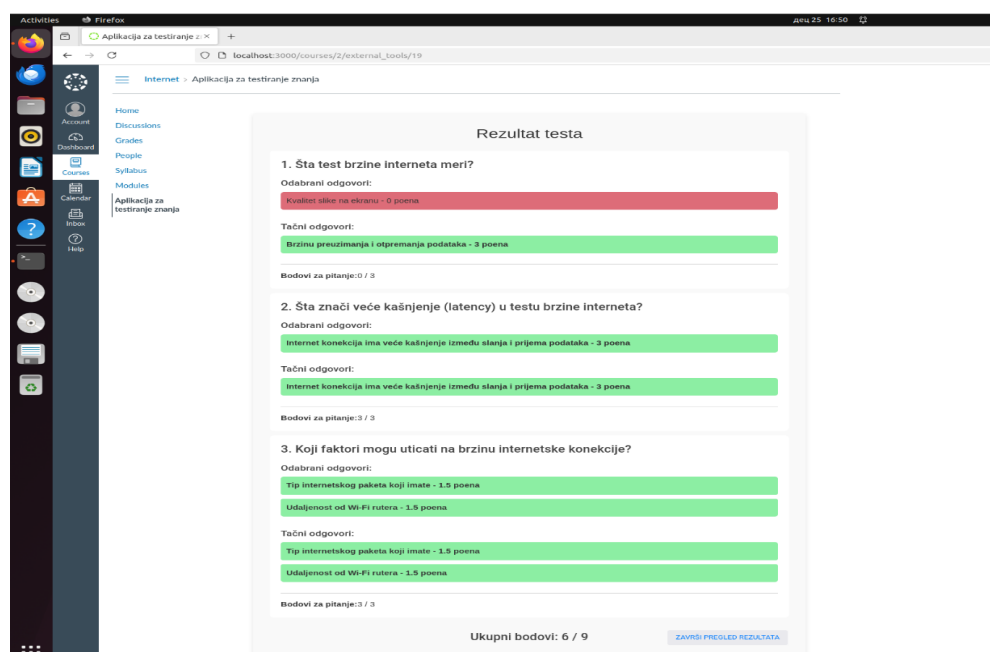 Activities
Firefox
дец 25 16:50
Aplikacija za testiranje z
localhost:3000/courses/2/external_tools/19
Internet > Aplikacija za testiranje znanja
Account
Dashboard
Courses
Calendar
Inbox
Help
Home
Discussions
Grades
People
Syllabus
Modules
Aplikacija za
testiranje znanja
Rezultat testa
1. Šta test brzine interneta meri?
Odabrani odgovori:
Kvalitet slike na ekranu - 0 poena
Tačni odgovori:
Brzinu preuzimanja i otpremanja podataka - 3 poena
Bodovi za pitanje:0 / 3
2. Šta znači veće kašnjenje (latency) u testu brzine interneta?
Odabrani odgovori:
Internet konekcija ima veće kašnjenje između slanja i prijema podataka - 3 poena
Tačni odgovori:
Internet konekcija ima veće kašnjenje između slanja i prijema podataka - 3 poena
Bodovi za pitanje:3 / 3
3. Koji faktori mogu uticati na brzinu internetske konekcije?
Odabrani odgovori:
Tip internetskog paketa koji imate - 1.5 poena
Udaljenost od Wi-Fi rutera - 1.5 poena
Tačni odgovori:
Tip internetskog paketa koji imate - 1.5 poena
Udaljenost od Wi-Fi rutera - 1.5 poena
Bodovi za pitanje:3 / 3
Ukupni bodovi: 6 / 9
ZAVRŠI PREGLED REZULTATA